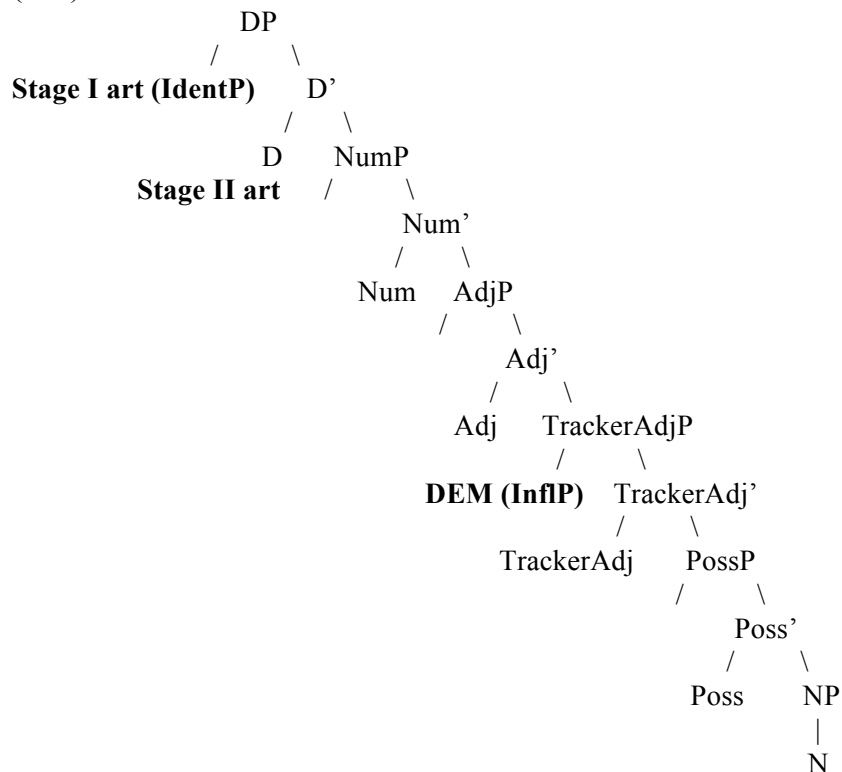 DP
Stage I art (IdentP) D’
D NumP
Stage II art
Num’
Num AdjP
Adj’
Adj TrackerAdjP
DEM (InflP) TrackerAdj’
TrackerAdj PossP
Poss’
Poss NP
N